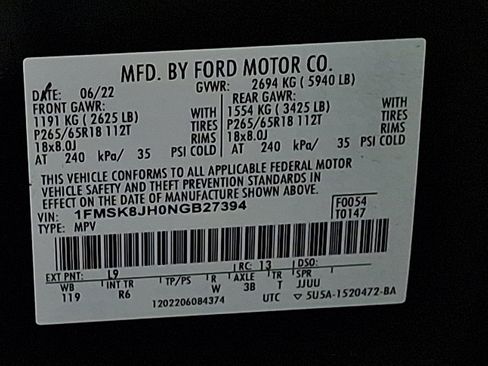 MFD. BY FORD MOTOR CO.
DATE: 06/22 GVWR: 2694 KG ( 5940 LB)
FRONT GAWR: REAR GAWR:
1191 KG ( 2625 LB) WITH 1554 KG ( 3425 LB) WITH
P265/65R18 112T TIRES P265/65R18 112T TIRES
18x8.0J RIMS 18x8.0J RIMS
AT 240 kPa/ 35 PSI COLD AT 240 kPa/ 35 PSI COLD
THIS VEHICLE CONFORMS TO ALL APPLICABLE FEDERAL MOTOR
VEHICLE SAFETY AND THEFT PREVENTION STANDARDS IN
EFFECT ON THE DATE OF MANUFACTURE SHOWN ABOVE.
VIN: 1FMSK8JH0NGB27394 F0054
TYPE: MPV T0147
EXT PNT: L9 RC: 13 DSO:
WB INT TR TP/PS R AXLE TR SPR
119 R6 W 3B T JJUU
1202206084374 UTC ▽ 5U5A-1520472-BA